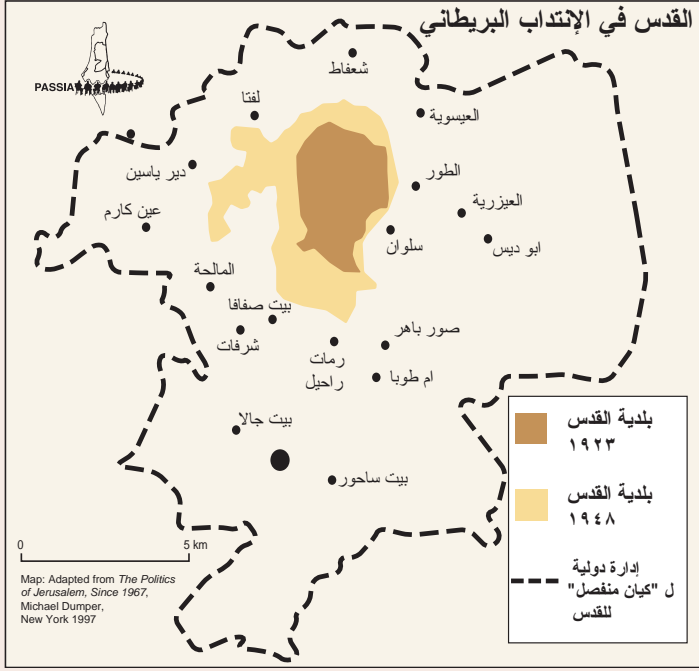 القدس في الإنتداب البريطاني
PASSIA
شعفاط
لفتا
العيسوية
دير ياسين
الطور
عين كارم
العيزرية
سلوان
ابو ديس
المالحة
بيت صفافا
شرفات
صور باهر
رمات
راحيل
ام طوبا
بيت جالا
بيت ساحور
بلدية القدس
١٩٢٣
بلدية القدس
١٩٤٨
إدارة دولية
ل "كيان منفصل"
للقدس
0 5 km
Map: Adapted from The Politics
of Jerusalem, Since 1967,
Michael Dumper,
New York 1997